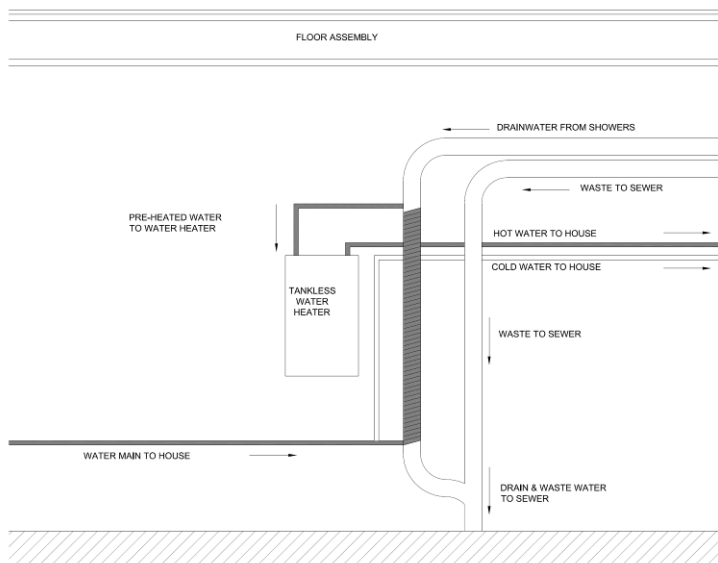 FLOOR ASSEMBLY
DRAINWATER FROM SHOWERS
WASTE TO SEWER
PRE-HEATED WATER
TO WATER HEATER
HOT WATER TO HOUSE
COLD WATER TO HOUSE
TANKLESS
WATER
HEATER
WASTE TO SEWER
WATER MAIN TO HOUSE
DRAIN & WASTE WATER
TO SEWER